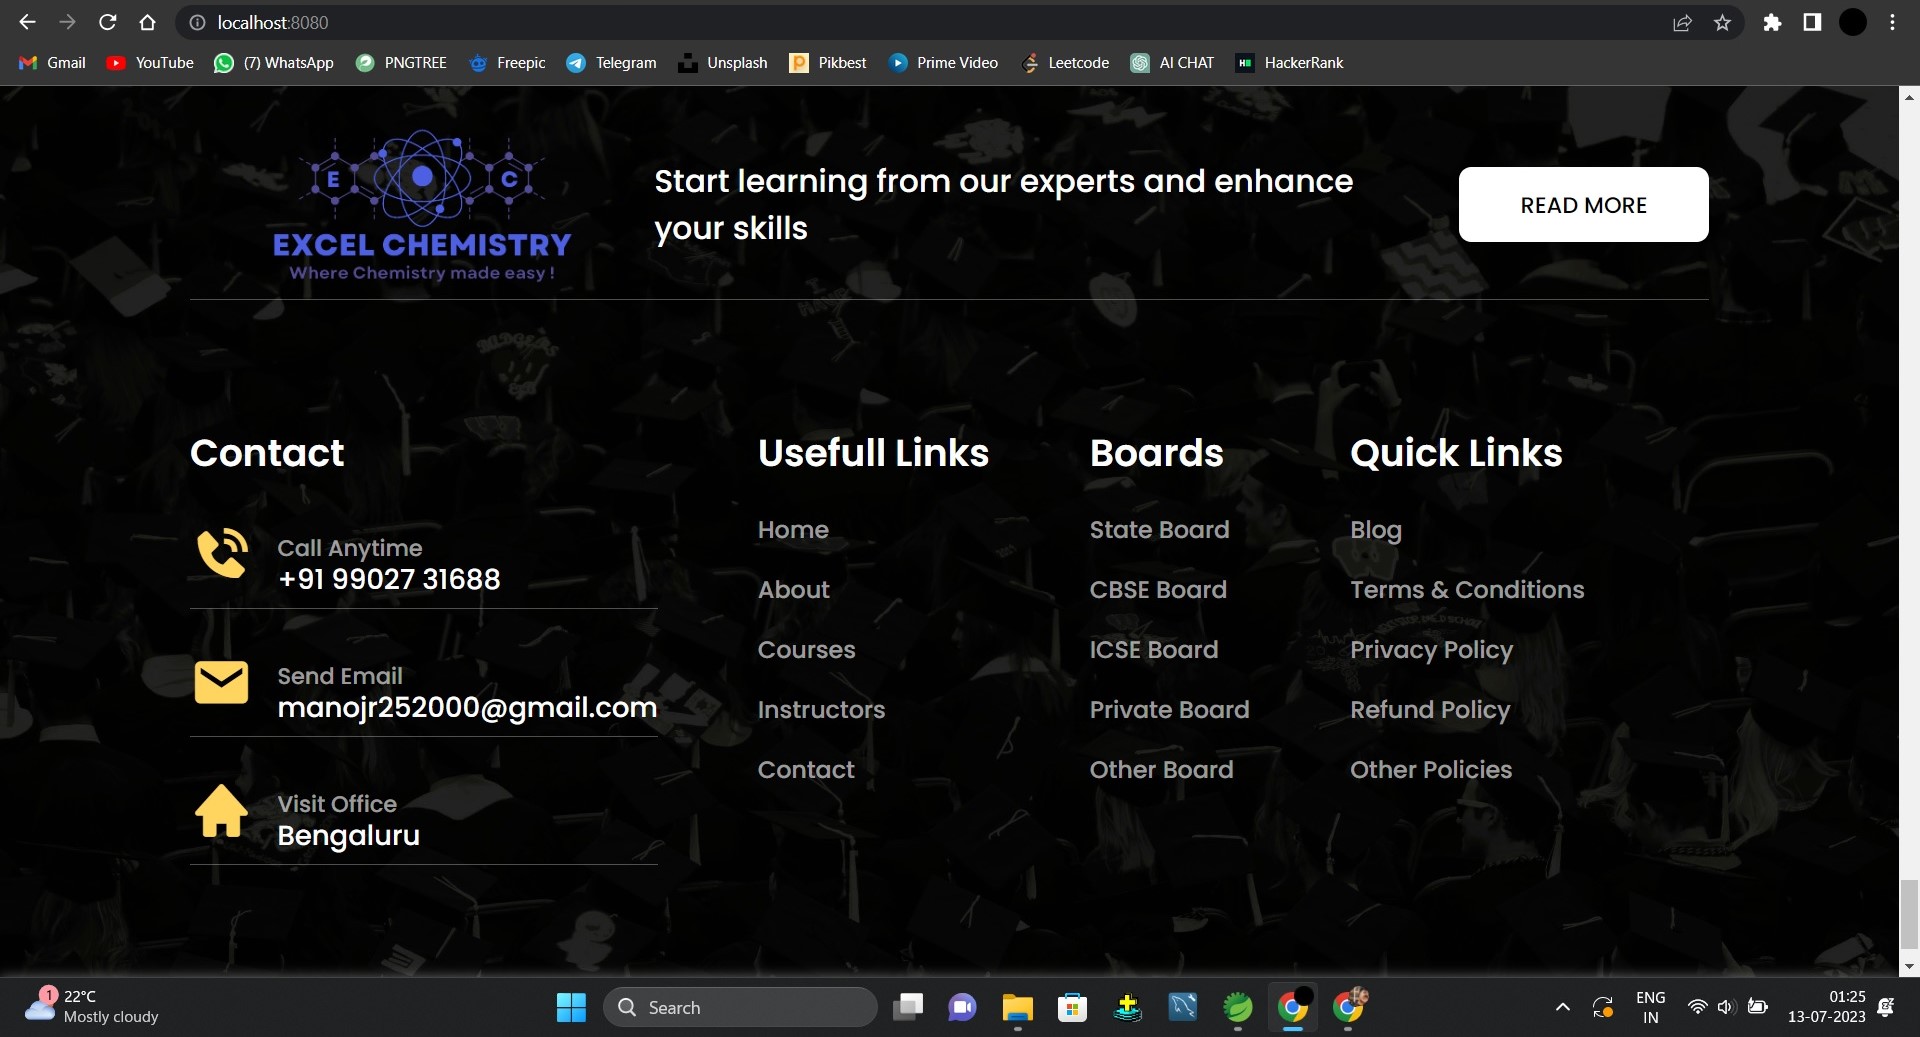 localhost:8080
Gmail
YouTube
(7) WhatsApp
PNGTREE
Freepic
Telegram
Unsplash
Pikbest
Prime Video
Leetcode
AI CHAT
HackerRank
E C
EXCEL CHEMISTRY
Where Chemistry made easy !
Start learning from our experts and enhance
your skills
READ MORE
Contact
Call Anytime
+91 99027 31688
Send Email
manojr252000@gmail.com
Visit Office
Bengaluru
Usefull Links
Home
About
Courses
Instructors
Contact
Boards
State Board
CBSE Board
ICSE Board
Private Board
Other Board
Quick Links
Blog
Terms & Conditions
Privacy Policy
Refund Policy
Other Policies
1
22°C
Mostly cloudy
Search
ENG
IN
01:25
13-07-2023